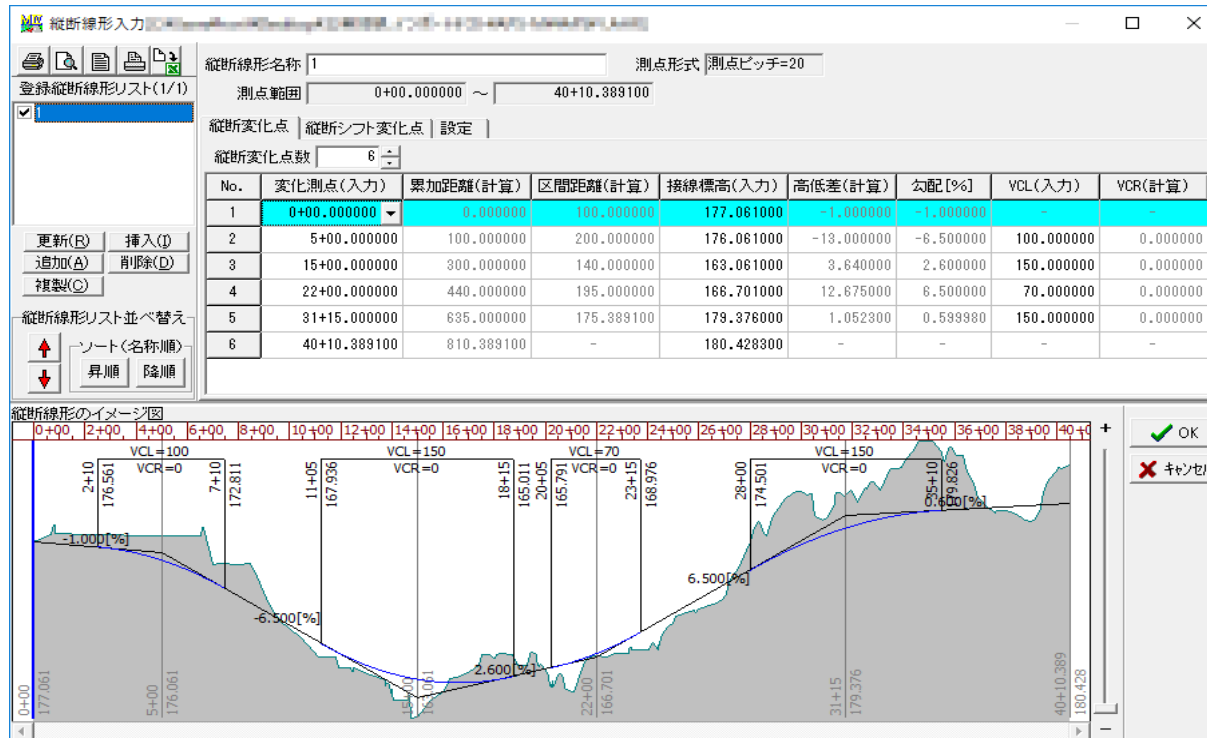 縦断線形入力
縦断線形名称 1 測点形式 測点ピッチ=20
登録縦断線形リスト(1/1)
測点範囲 0+00.000000 ～ 40+10.389100
1
縦断変化点 縦断シフト変化点 設定
縦断変化点数 6
No. 変化測点(入力) 累加距離(計算) 区間距離(計算) 接線標高(入力) 高低差(計算) 勾配[%] VCL(入力) VCR(計算)
1 0+00.000000 0.000000 100.000000 177.061000 -1.000000 -1.000000 - -
2 5+00.000000 100.000000 200.000000 176.061000 -13.000000 -6.500000 100.000000 0.000000
3 15+00.000000 300.000000 140.000000 163.061000 3.640000 2.600000 150.000000 0.000000
4 22+00.000000 440.000000 195.000000 166.701000 12.675000 6.500000 70.000000 0.000000
5 31+15.000000 635.000000 175.389100 179.376000 1.052300 0.599980 150.000000 0.000000
6 40+10.389100 810.389100 - 180.428300 - - - -
更新(R) 挿入(I)
追加(A) 削除(D)
複製(C)
縦断線形リスト並べ替え
ソート(名称順)
昇順 降順
縦断線形のイメージ図
0+00 2+00 4+00 6+00 8+00 10+00 12+00 14+00 16+00 18+00 20+00 22+00 24+00 26+00 28+00 30+00 32+00 34+00 36+00 38+00
+
OK
キャンセル
VCL=100 VCL=150 VCL=70 VCL=150
VCR=0 VCR=0 VCR=0 VCR=0
2+10
176.561
7+10
172.811
11+05
167.936
18+15
165.011
20+05
165.791
23+15
168.976
28+00
174.501
35+10
179.826
-1.000[%]
-6.500[%]
2.600[%]
6.500[%]
0.600[%]
0+00
177.061
5+00
176.061
15+00
163.061
22+00
166.701
31+15
179.376
40+10.389
180.428
−